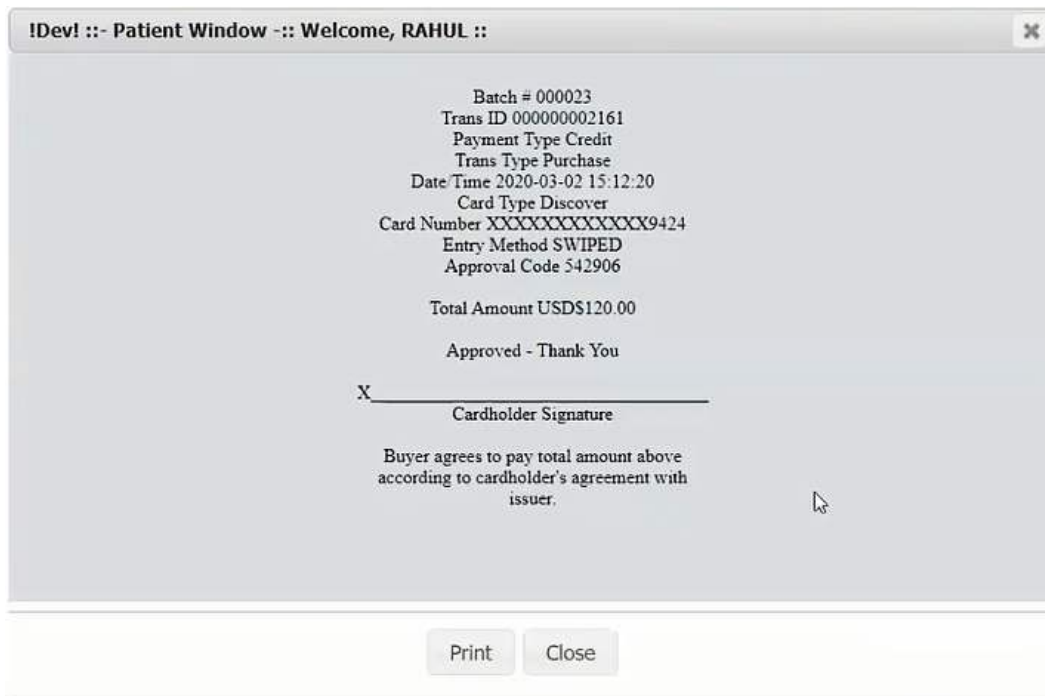 !Dev! ::- Patient Window -:: Welcome, RAHUL ::
Batch # 000023
Trans ID 000000002161
Payment Type Credit
Trans Type Purchase
Date/Time 2020-03-02 15:12:20
Card Type Discover
Card Number XXXXXXXXXXXX9424
Entry Method SWIPED
Approval Code 542906
Total Amount USD$120.00
Approved - Thank You
X
Cardholder Signature
Buyer agrees to pay total amount above
according to cardholder's agreement with
issuer.
Print Close